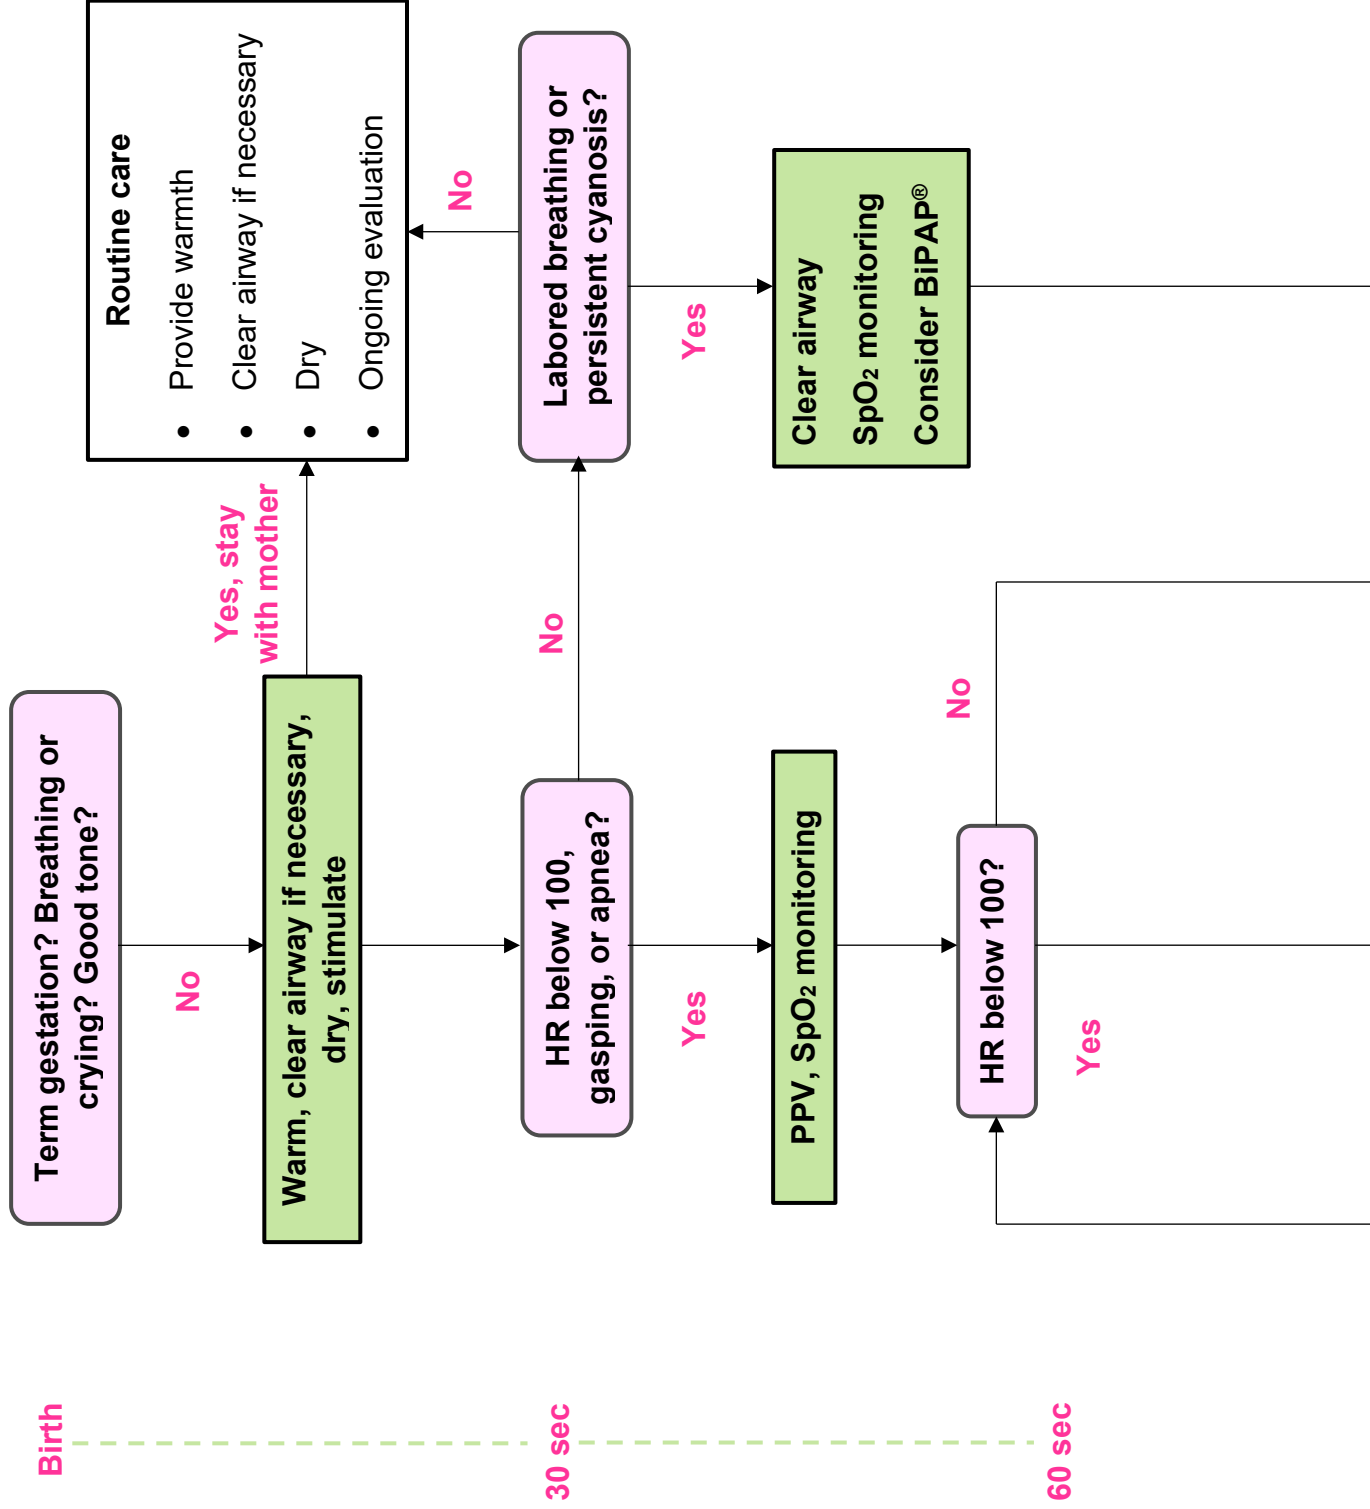 Birth
Term gestation? Breathing or
crying? Good tone?
No
Yes, stay
with mother
Routine care
• Provide warmth
• Clear airway if necessary
• Dry
• Ongoing evaluation
Warm, clear airway if necessary,
dry, stimulate
No
30 sec
HR below 100,
gasping, or apnea?
No
Labored breathing or
persistent cyanosis?
Yes
Yes
PPV, SpO₂ monitoring
Clear airway
SpO₂ monitoring
Consider BiPAP®
No
60 sec
HR below 100?
Yes